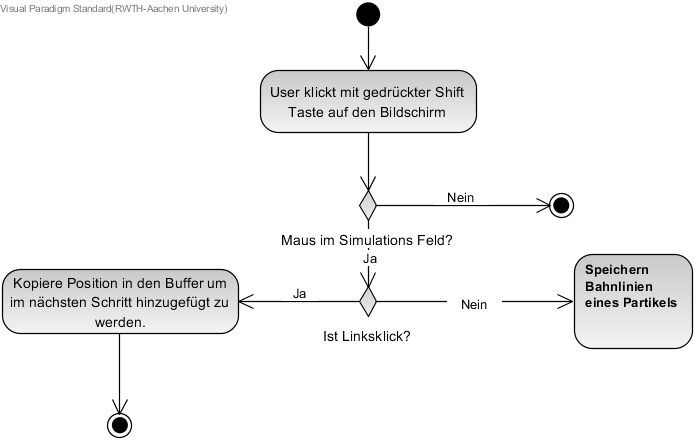 Visual Paradigm Standard(RWTH-Aachen University)
User klickt mit gedrückter Shift
Taste auf den Bildschirm
Nein
Maus im Simulations Feld?
Ja
Kopiere Position in den Buffer um
im nächsten Schritt hinzugefügt zu
werden.
Ja
Nein
Speichern
Bahnlinien
eines Partikels
Ist Linksklick?